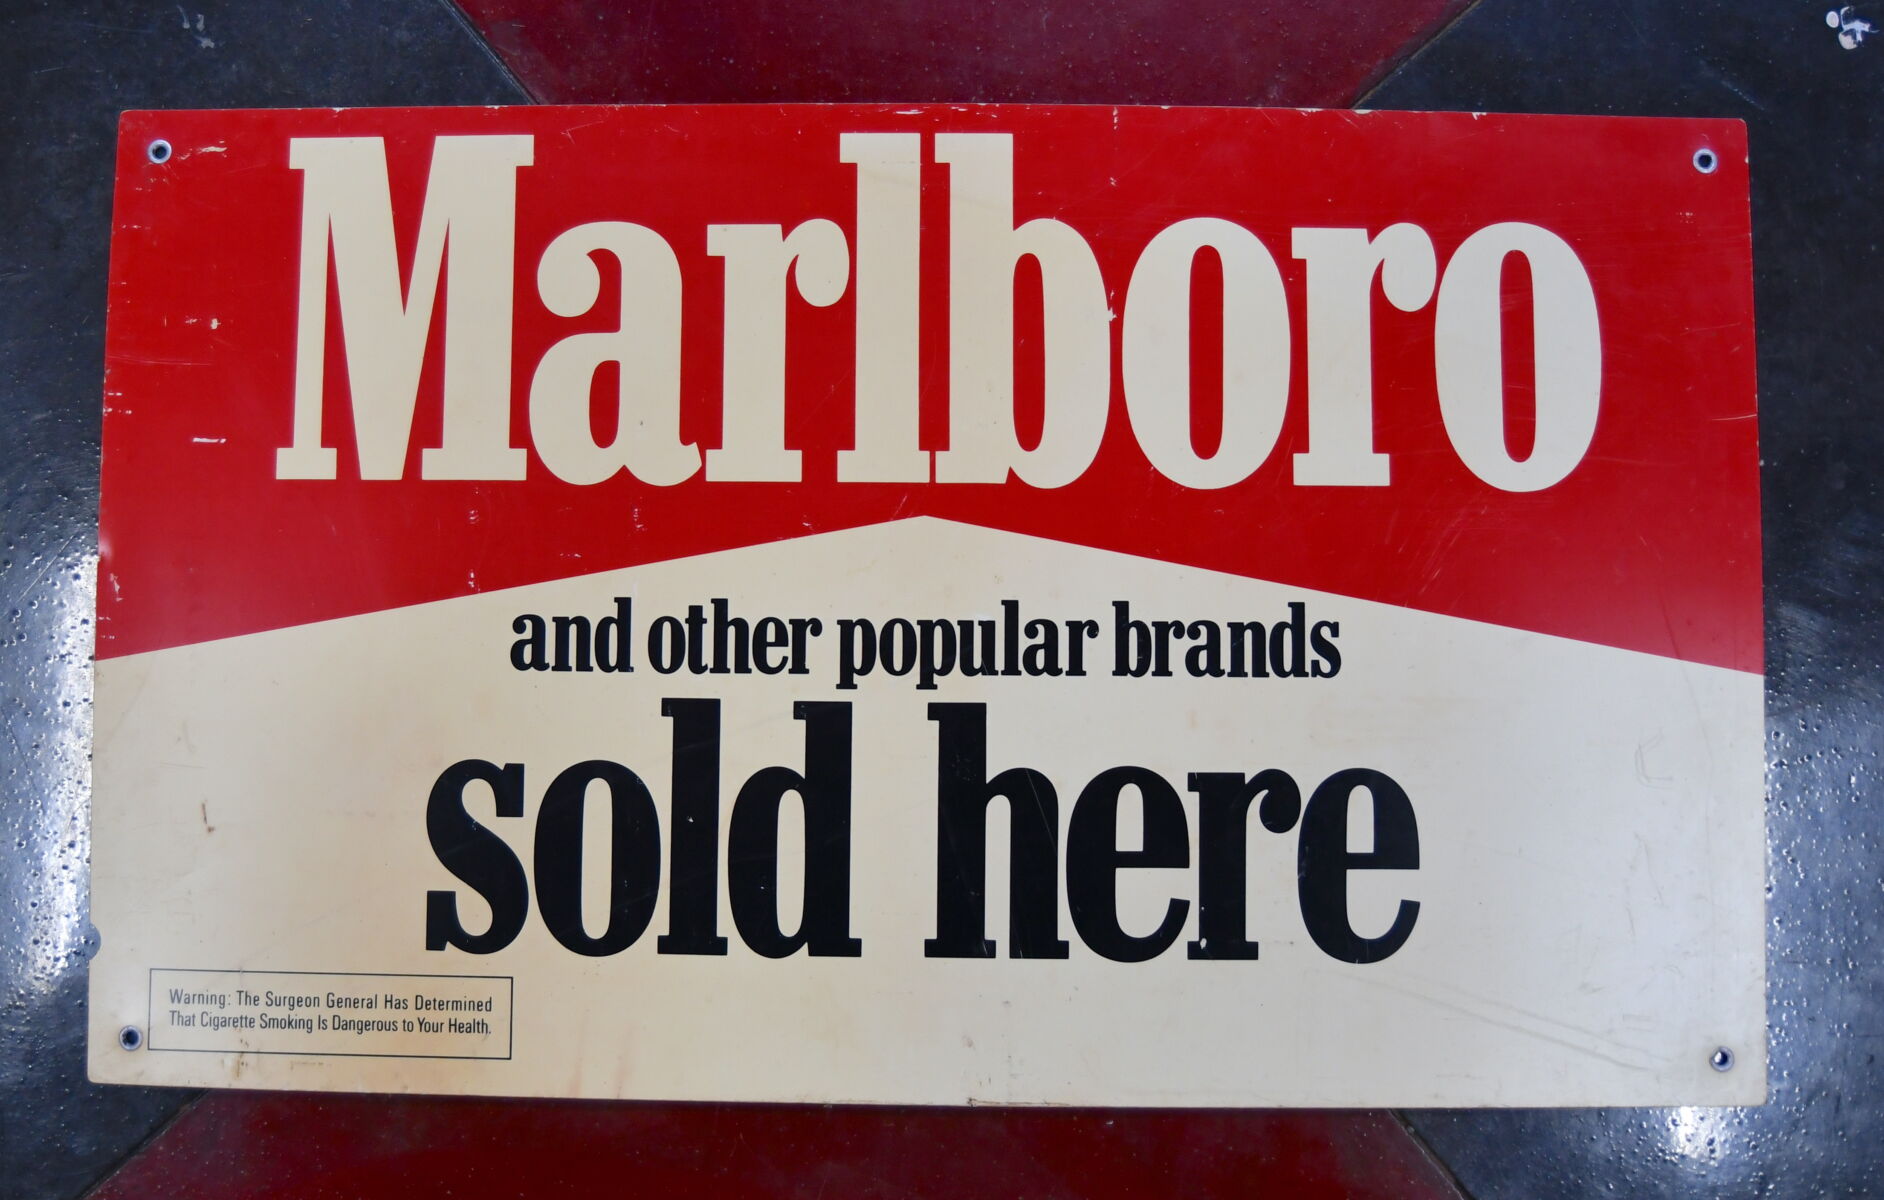 Marlboro
and other popular brands
sold here
Warning: The Surgeon General Has Determined
That Cigarette Smoking Is Dangerous to Your Health.